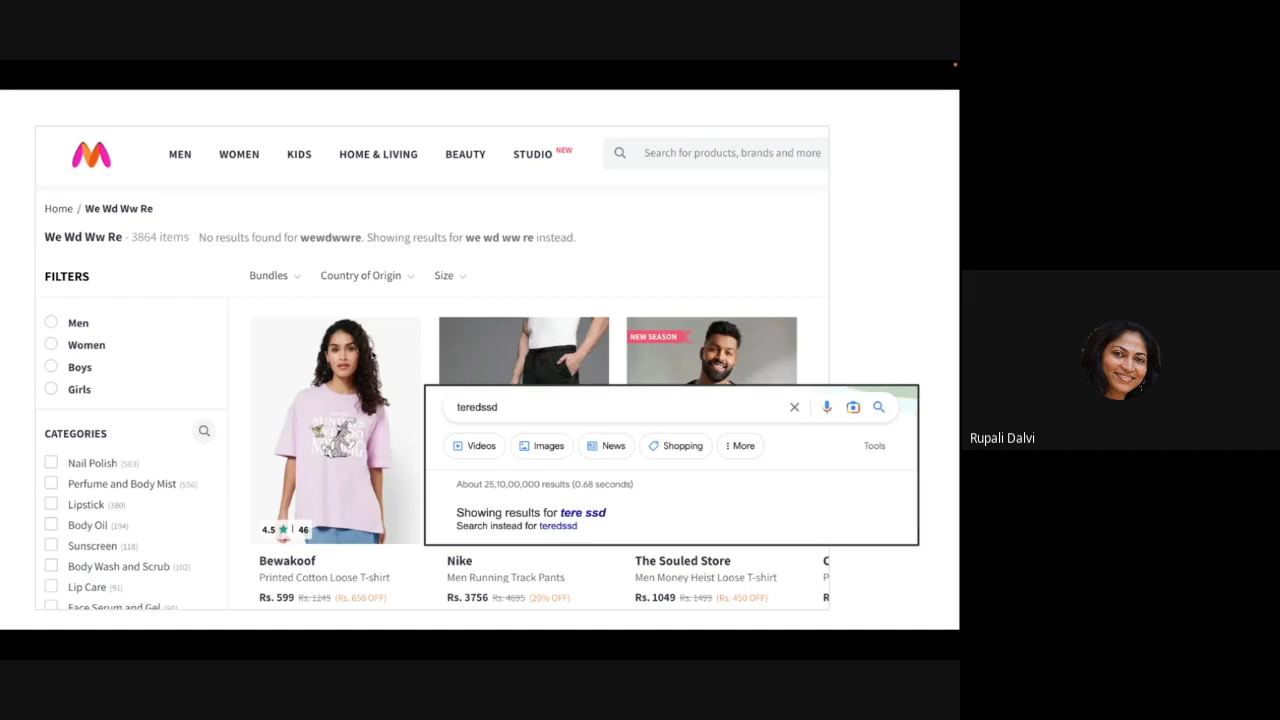 MEN WOMEN KIDS HOME & LIVING BEAUTY STUDIO NEW Search for products, brands and more
Home / We Wd Ww Re
We Wd Ww Re - 3864 items No results found for wewdwwre. Showing results for we wd ww re instead.
FILTERS Bundles Country of Origin Size
Men
Women
Boys
Girls
CATEGORIES
Nail Polish (583)
Perfume and Body Mist (556)
Lipstick (380)
Body Oil (194)
Sunscreen (118)
Body Wash and Scrub (102)
Lip Care (91)
Face Serum and Gel (90)
4.5 | 46
Bewakoof
Printed Cotton Loose T-shirt
Rs. 599 Rs. 1249 (Rs. 650 OFF)
Nike
Men Running Track Pants
Rs. 3756 Rs. 4695 (20% OFF)
NEW SEASON
The Souled Store
Men Money Heist Loose T-shirt
Rs. 1049 Rs. 1499 (Rs. 450 OFF)
C
P
R
teredssd
Videos Images News Shopping More Tools
About 25,10,00,000 results (0.68 seconds)
Showing results for tere ssd
Search instead for teredssd
Rupali Dalvi